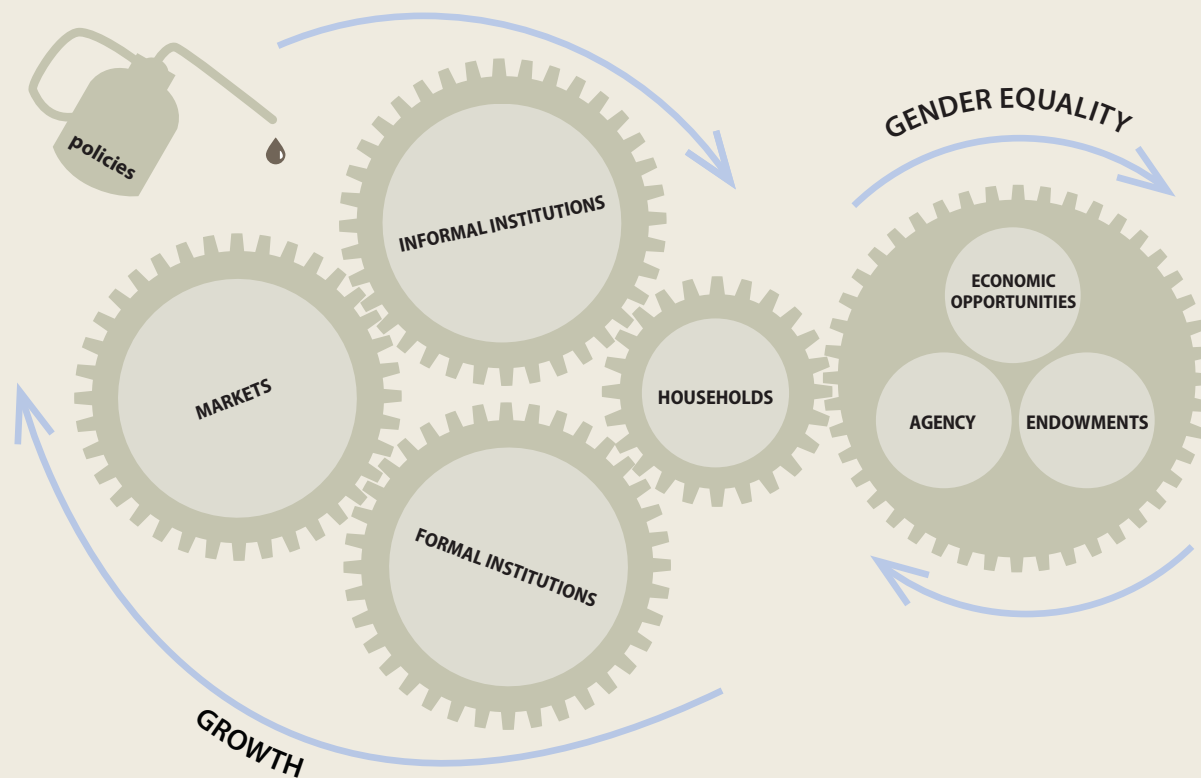 policies
GENDER EQUALITY
INFORMAL INSTITUTIONS
ECONOMIC
OPPORTUNITIES
MARKETS
HOUSEHOLDS
AGENCY
ENDOWMENTS
FORMAL INSTITUTIONS
GROWTH